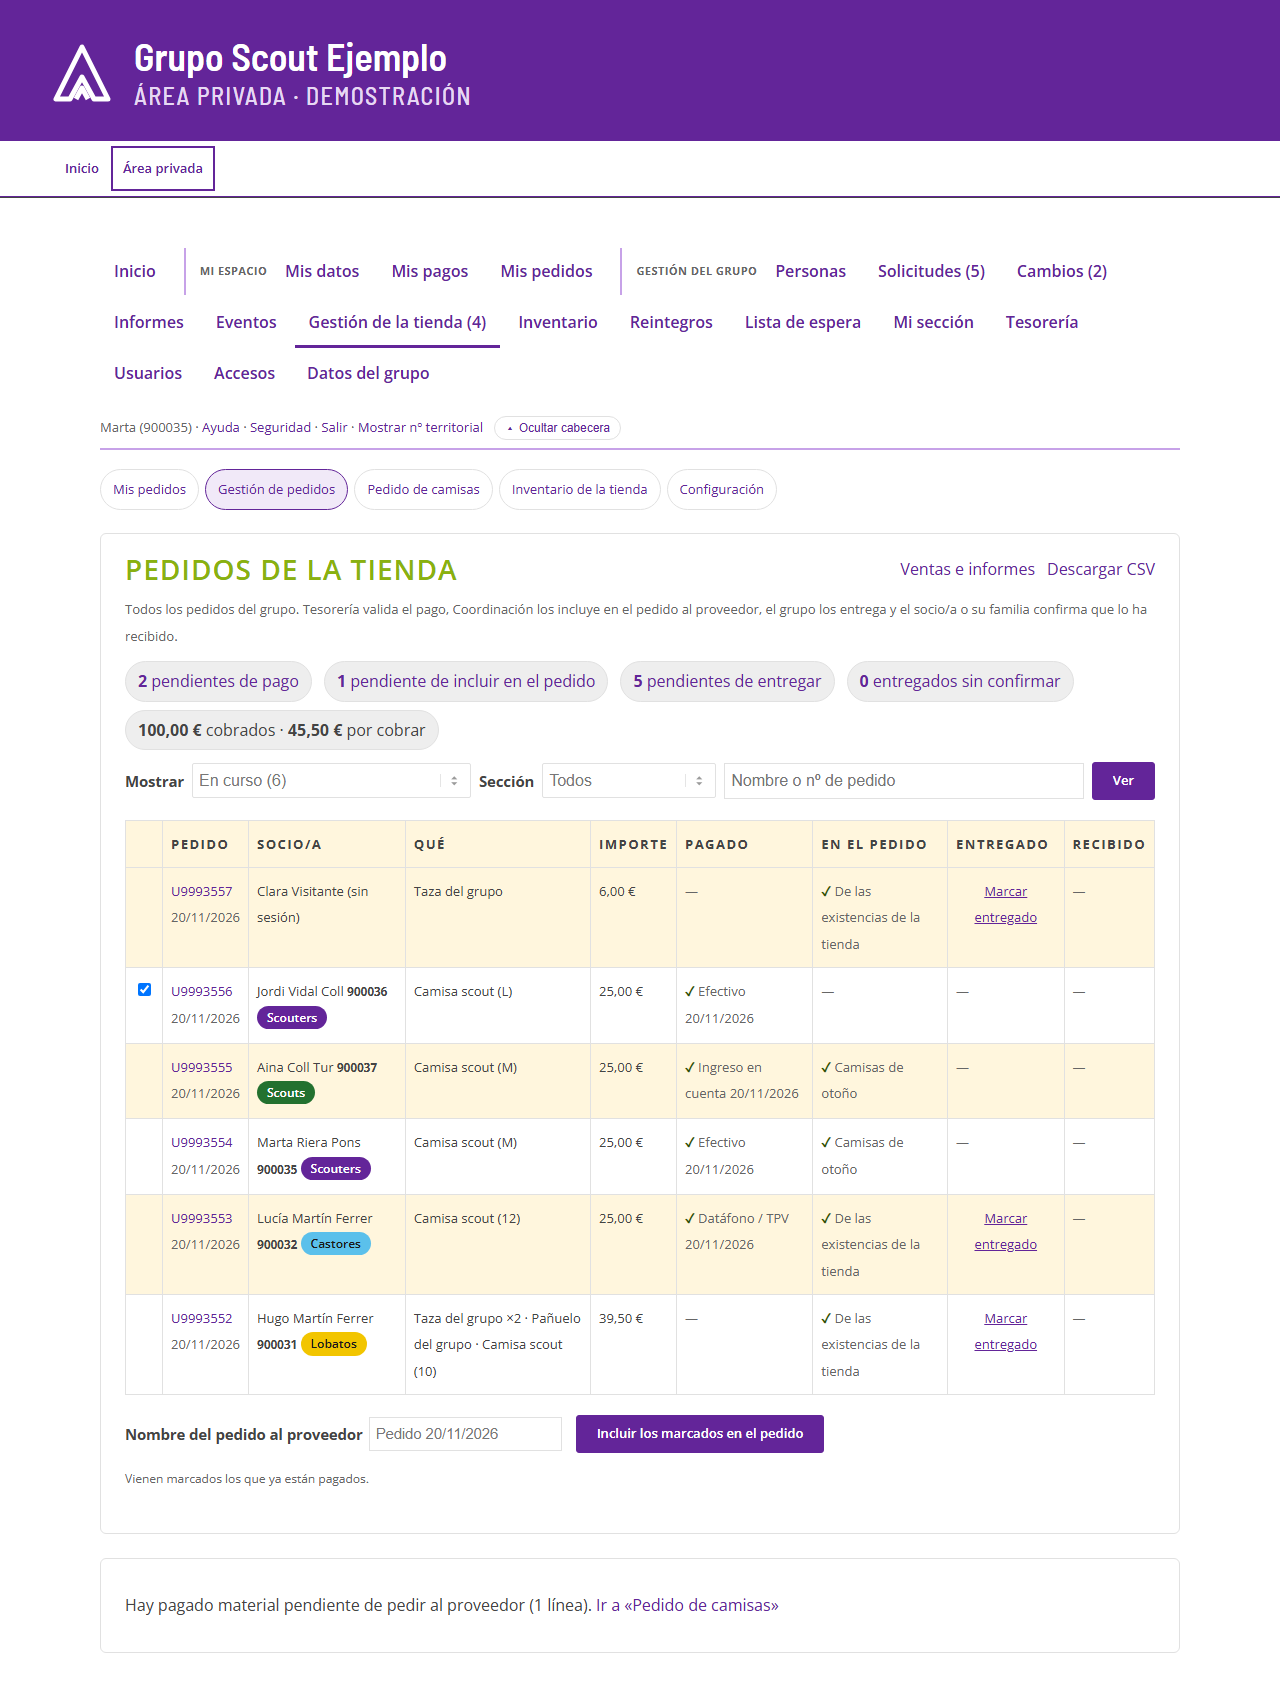 Grupo Scout Ejemplo
ÁREA PRIVADA · DEMOSTRACIÓN
Inicio Área privada
Inicio MI ESPACIO Mis datos Mis pagos Mis pedidos GESTIÓN DEL GRUPO Personas Solicitudes (5) Cambios (2)
Informes Eventos Gestión de la tienda (4) Inventario Reintegros Lista de espera Mi sección Tesorería
Usuarios Accesos Datos del grupo
Marta (900035) · Ayuda · Seguridad · Salir · Mostrar nº territorial ▲ Ocultar cabecera
Mis pedidos Gestión de pedidos Pedido de camisas Inventario de la tienda Configuración
PEDIDOS DE LA TIENDA Ventas e informes Descargar CSV
Todos los pedidos del grupo. Tesorería valida el pago, Coordinación los incluye en el pedido al proveedor, el grupo los entrega y el socio/a o su familia confirma que lo ha
recibido.
2 pendientes de pago 1 pendiente de incluir en el pedido 5 pendientes de entregar 0 entregados sin confirmar
100,00 € cobrados · 45,50 € por cobrar
Mostrar En curso (6) Sección Todos Nombre o nº de pedido Ver
PEDIDO SOCIO/A QUÉ IMPORTE PAGADO EN EL PEDIDO ENTREGADO RECIBIDO
U9993557 Clara Visitante (sin Taza del grupo 6,00 € — ✓ De las Marcar —
20/11/2026 sesión) existencias de la entregado
tienda
U9993556 Jordi Vidal Coll 900036 Camisa scout (L) 25,00 € ✓ Efectivo — — —
20/11/2026 Scouters 20/11/2026
U9993555 Aina Coll Tur 900037 Camisa scout (M) 25,00 € ✓ Ingreso en ✓ Camisas de — —
20/11/2026 Scouts cuenta 20/11/2026 otoño
U9993554 Marta Riera Pons Camisa scout (M) 25,00 € ✓ Efectivo ✓ Camisas de — —
20/11/2026 900035 Scouters 20/11/2026 otoño
U9993553 Lucía Martín Ferrer Camisa scout (12) 25,00 € ✓ Datáfono / TPV ✓ De las Marcar —
20/11/2026 900032 Castores 20/11/2026 existencias de la entregado
tienda
U9993552 Hugo Martín Ferrer Taza del grupo ×2 · Pañuelo 39,50 € — ✓ De las Marcar —
20/11/2026 900031 Lobatos del grupo · Camisa scout existencias de la entregado
(10) tienda
Nombre del pedido al proveedor Pedido 20/11/2026 Incluir los marcados en el pedido
Vienen marcados los que ya están pagados.
Hay pagado material pendiente de pedir al proveedor (1 línea). Ir a «Pedido de camisas»